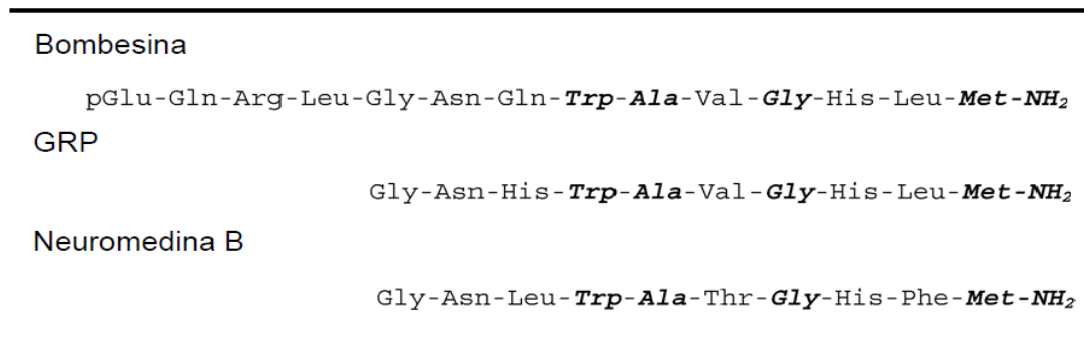 Bombesina
pGlu-Gln-Arg-Leu-Gly-Asn-Gln-Trp-Ala-Val-Gly-His-Leu-Met-NH₂
GRP
Gly-Asn-His-Trp-Ala-Val-Gly-His-Leu-Met-NH₂
Neuromedina B
Gly-Asn-Leu-Trp-Ala-Thr-Gly-His-Phe-Met-NH₂